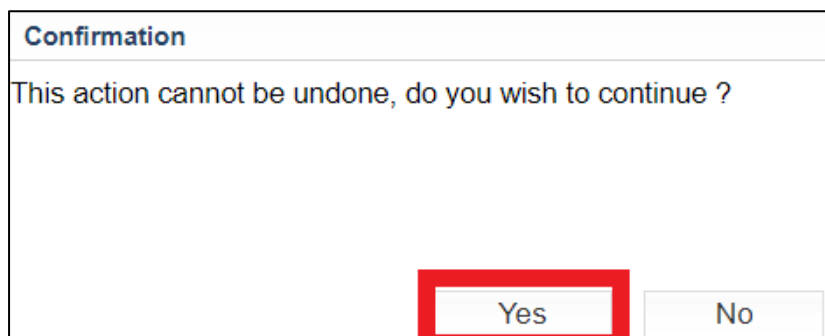 Confirmation
This action cannot be undone, do you wish to continue ?
Yes No